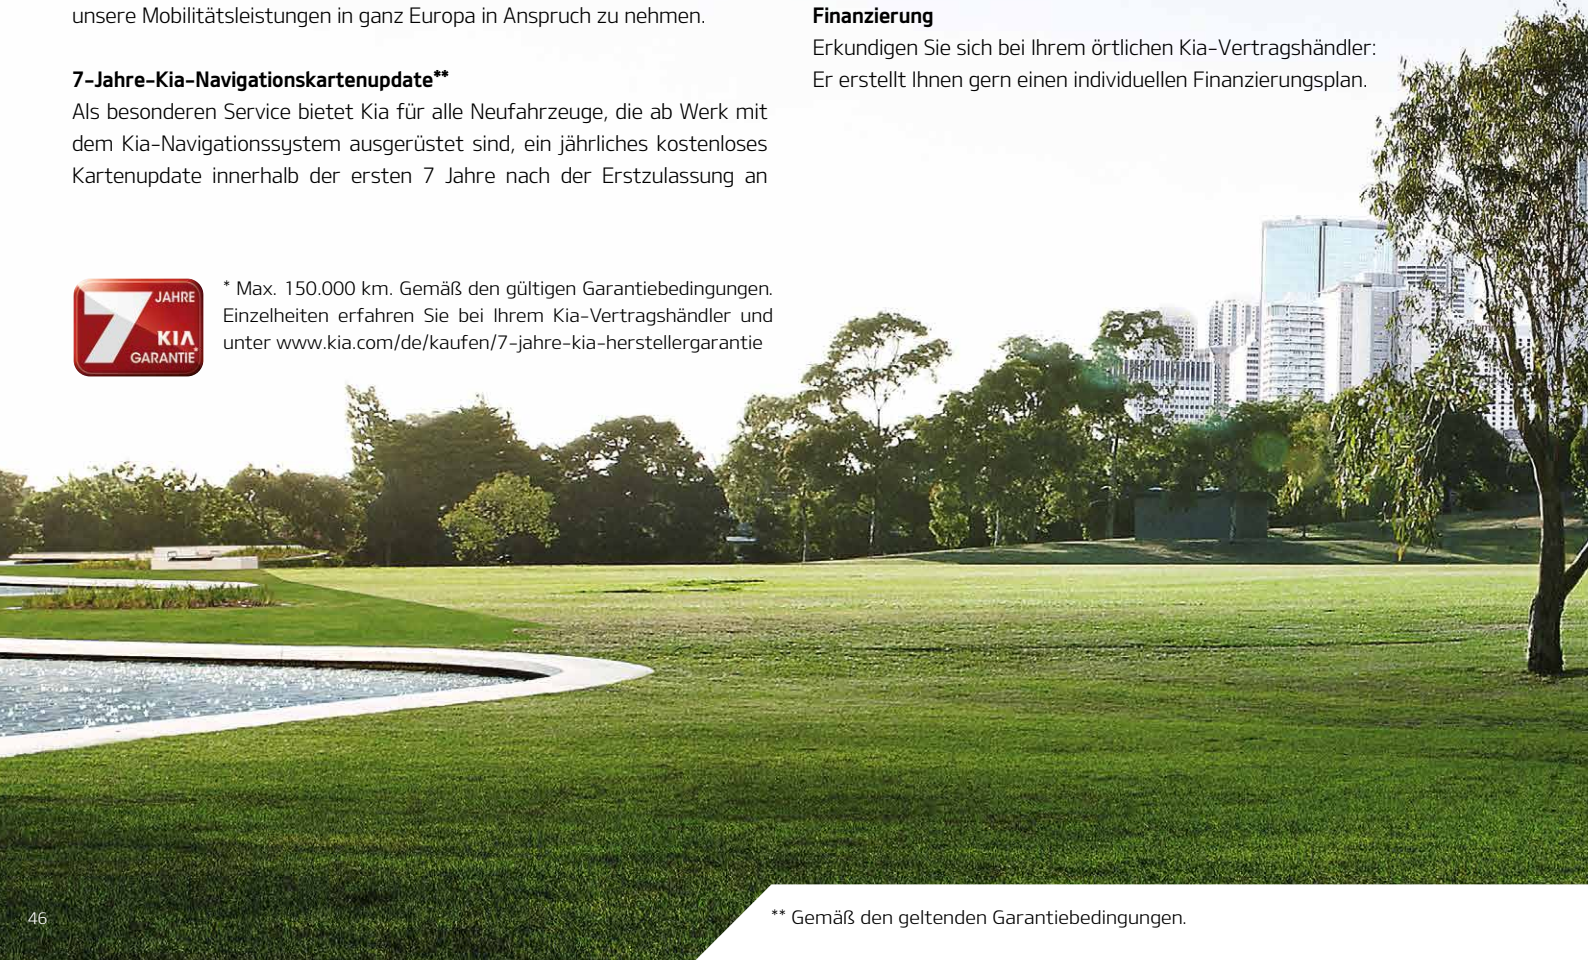 unsere Mobilitätsleistungen in ganz Europa in Anspruch zu nehmen.
7-Jahre-Kia-Navigationskartenupdate**
Als besonderen Service bietet Kia für alle Neufahrzeuge, die ab Werk mit
dem Kia-Navigationssystem ausgerüstet sind, ein jährliches kostenloses
Kartenupdate innerhalb der ersten 7 Jahre nach der Erstzulassung an
7 JAHRE
KIA
GARANTIE
* Max. 150.000 km. Gemäß den gültigen Garantiebedingungen.
Einzelheiten erfahren Sie bei Ihrem Kia-Vertragshändler und
unter www.kia.com/de/kaufen/7-jahre-kia-herstellergarantie
Finanzierung
Erkundigen Sie sich bei Ihrem örtlichen Kia-Vertragshändler:
Er erstellt Ihnen gern einen individuellen Finanzierungsplan.
46
** Gemäß den geltenden Garantiebedingungen.